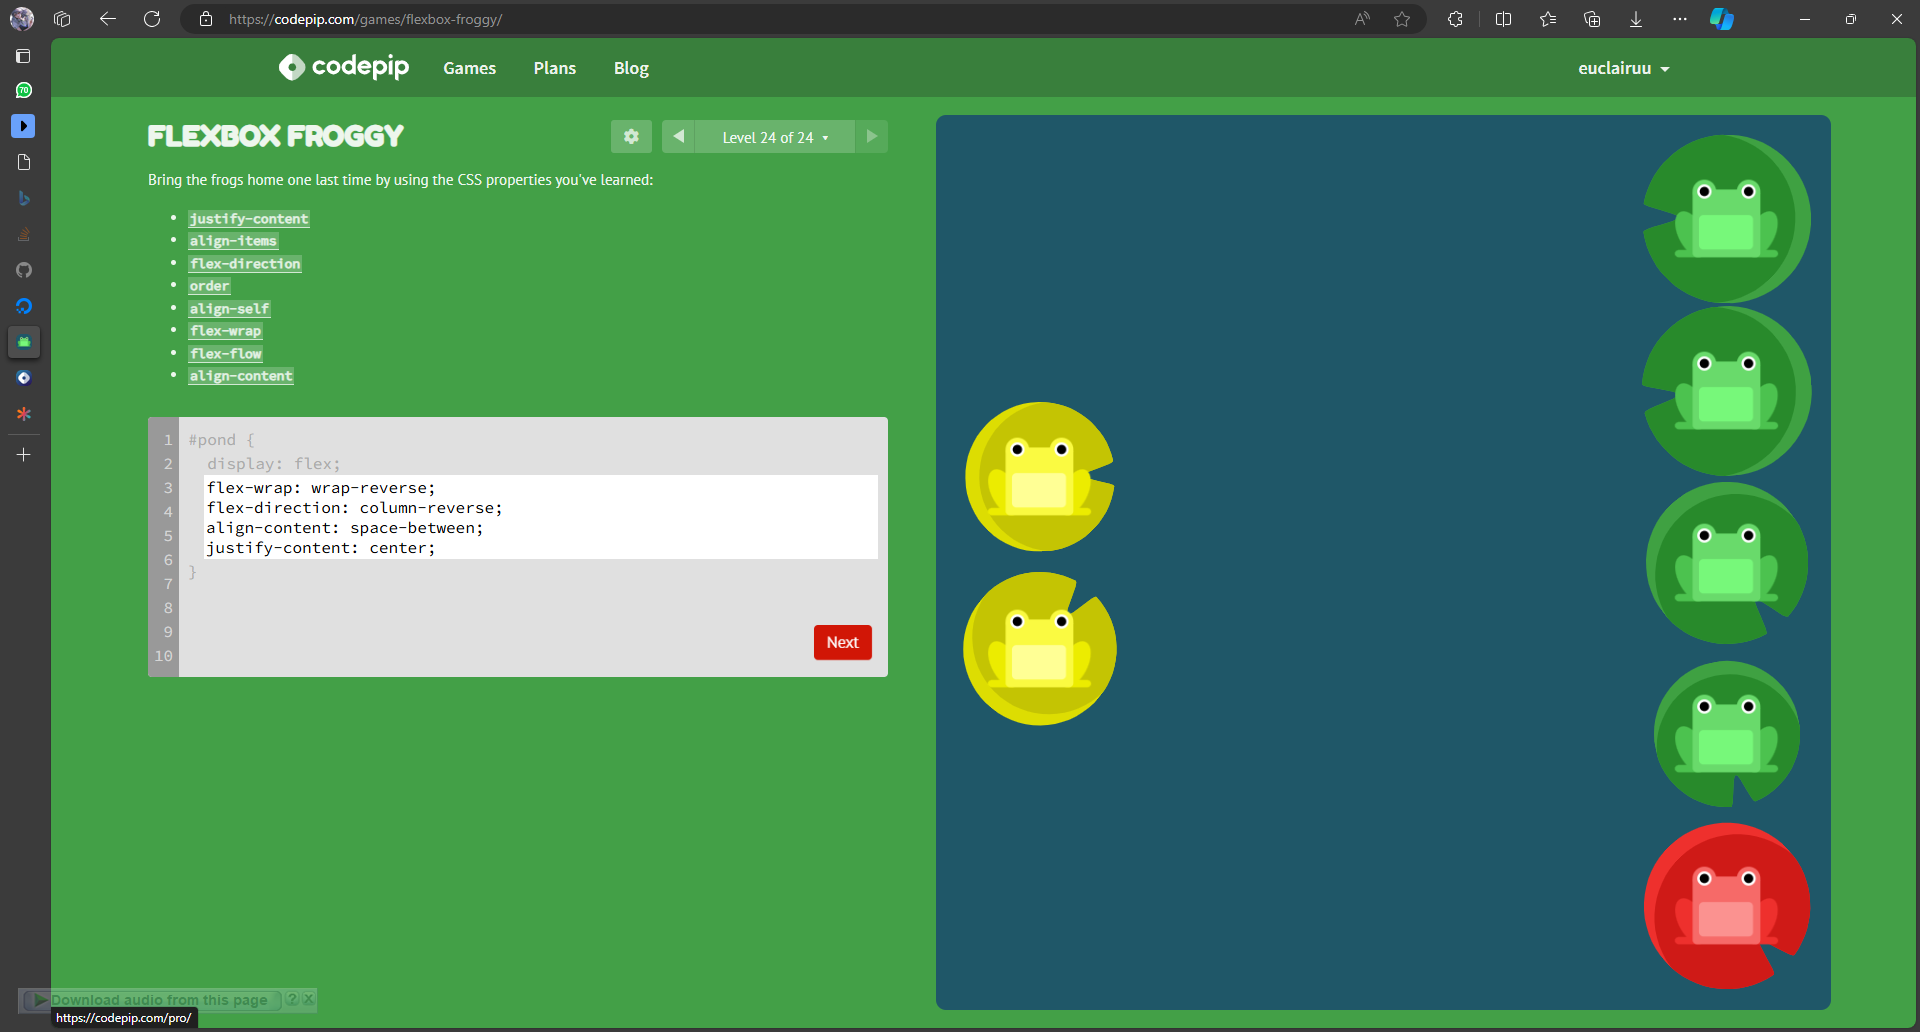 https://codepip.com/games/flexbox-froggy/
70
codepip
Games
Plans
Blog
euclairuu
FLEXBOX FROGGY
Level 24 of 24
Bring the frogs home one last time by using the CSS properties you've learned:
justify-content
align-items
flex-direction
order
align-self
flex-wrap
flex-flow
align-content
1 #pond {
2 display: flex;
3 flex-wrap: wrap-reverse;
4 flex-direction: column-reverse;
5 align-content: space-between;
6 justify-content: center;
7 }
8
9
10
Next
Download audio from this page ? X
https://codepip.com/pro/